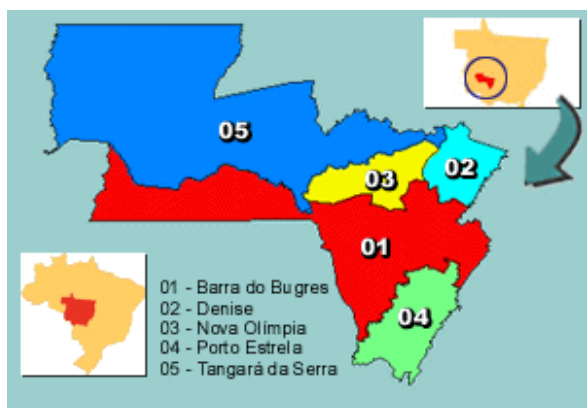 05
02
03
01
04
01 - Barra do Bugres
02 - Denise
03 - Nova Olímpia
04 - Porto Estrela
05 - Tangará da Serra